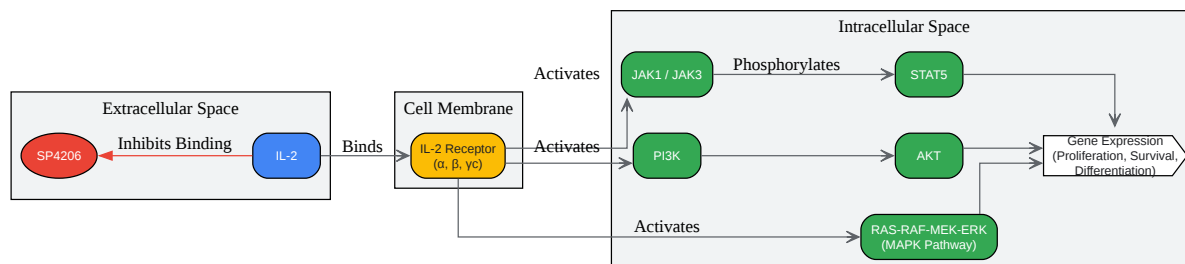 Intracellular Space
Activates
JAK1 / JAK3
Phosphorylates
STAT5
Extracellular Space
Cell Membrane
SP4206
Inhibits Binding
IL-2
Binds
IL-2 Receptor
(α, β, γc)
Activates
PI3K
AKT
Gene Expression
(Proliferation, Survival,
Differentiation)
Activates
RAS-RAF-MEK-ERK
(MAPK Pathway)